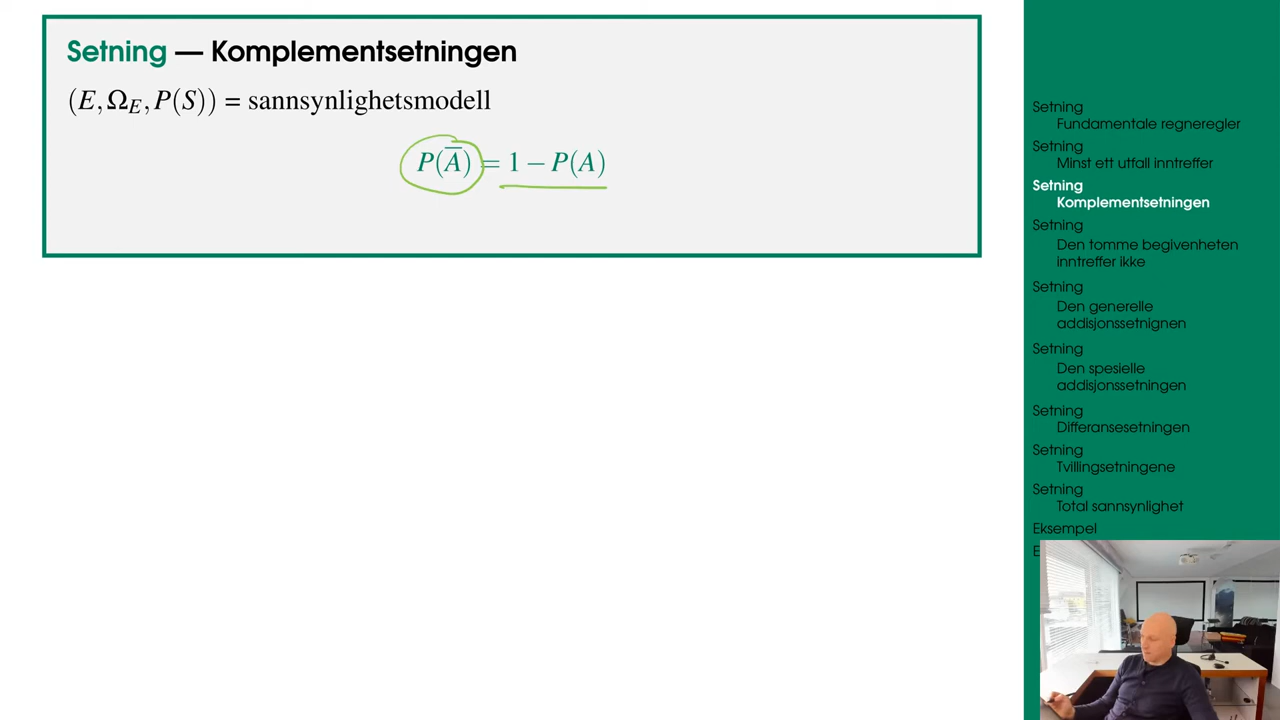 Setning — Komplementsetningen
(E, Ω_E, P(S)) = sannsynlighetsmodell
P(A̅) = 1 − P(A)
Setning
Fundamentale regneregler
Setning
Minst ett utfall inntreffer
Setning
Komplementsetningen
Setning
Den tomme begivenheten
inntreffer ikke
Setning
Den generelle
addisjonssetnignen
Setning
Den spesielle
addisjonssetningen
Setning
Differansesetningen
Setning
Tvillingsetningene
Setning
Total sannsynlighet
Eksempel